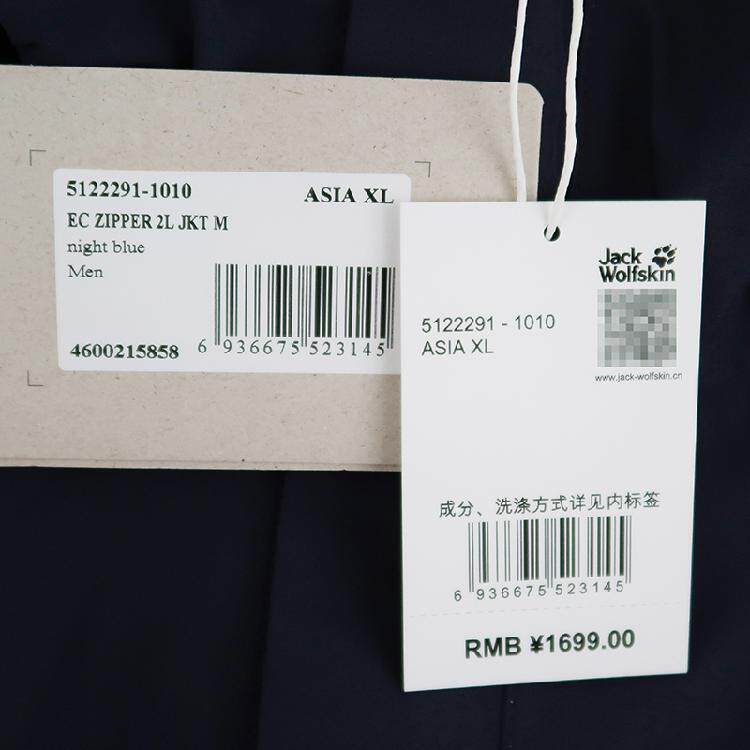 5122291-1010
ASIA XL
EC ZIPPER 2L JKT M
night blue
Men
4600215858
6 936675 523145
Jack
Wolfskin
5122291 - 1010
ASIA XL
www.jack-wolfskin.cn
成分、洗涤方式详见内标签
6 936675 523145
RMB ¥1699.00